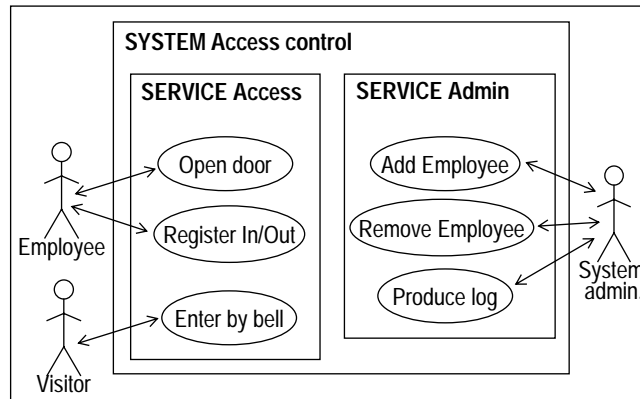 SYSTEM Access control
SERVICE Access
SERVICE Admin
Open door
Add Employee
Employee
Register In/Out
Remove Employee
System
admin.
Enter by bell
Produce log
Visitor